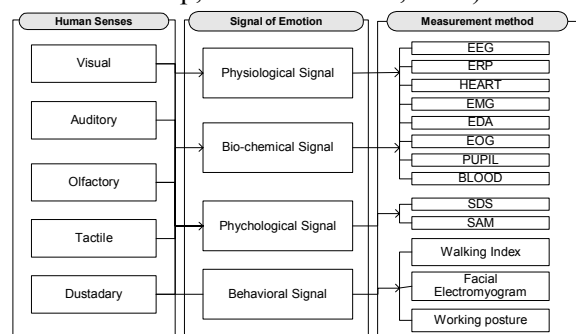 Human Senses
Signal of Emotion
Measurement method
Visual
Auditory
Olfactory
Tactile
Dustadary
Physiological Signal
Bio-chemical Signal
Phychological Signal
Behavioral Signal
EEG
ERP
HEART
EMG
EDA
EOG
PUPIL
BLOOD
SDS
SAM
Walking Index
Facial
Electromyogram
Working posture